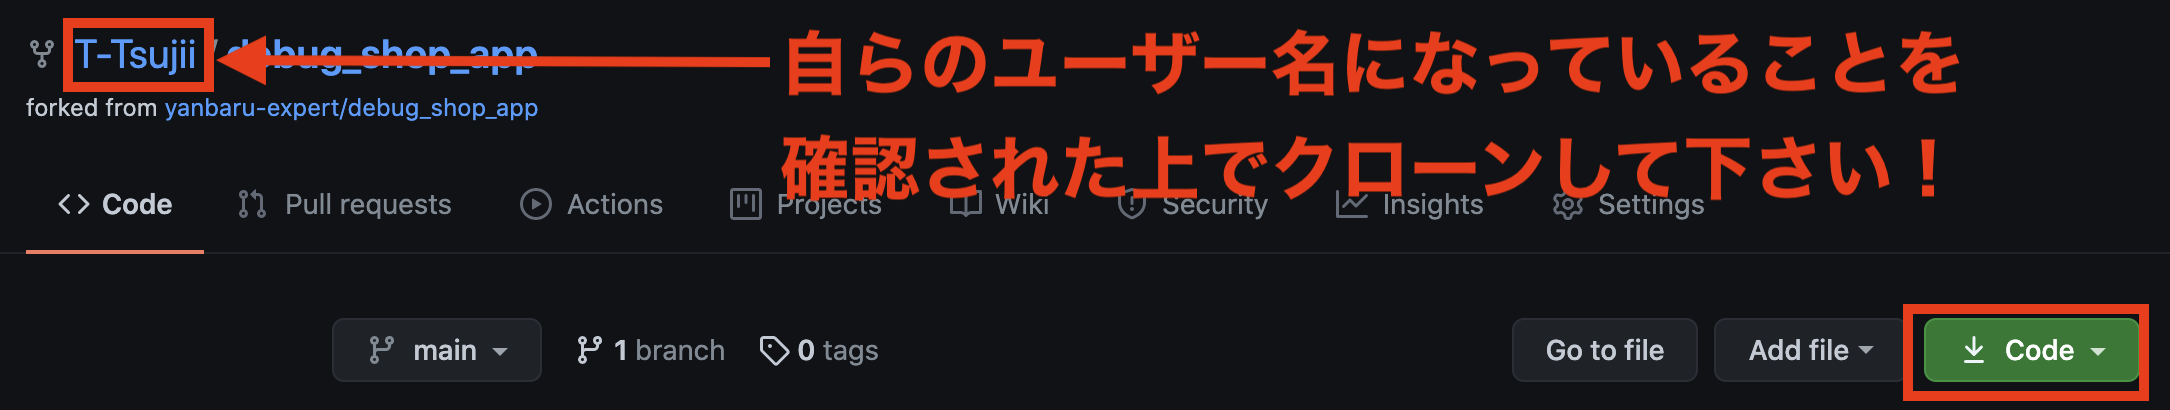 T-Tsujii / debug_shop_app
自らのユーザー名になっていることを
forked from yanbaru-expert/debug_shop_app
確認された上でクローンして下さい！
Code Pull requests Actions Projects Wiki Security Insights Settings
main 1 branch 0 tags Go to file Add file Code